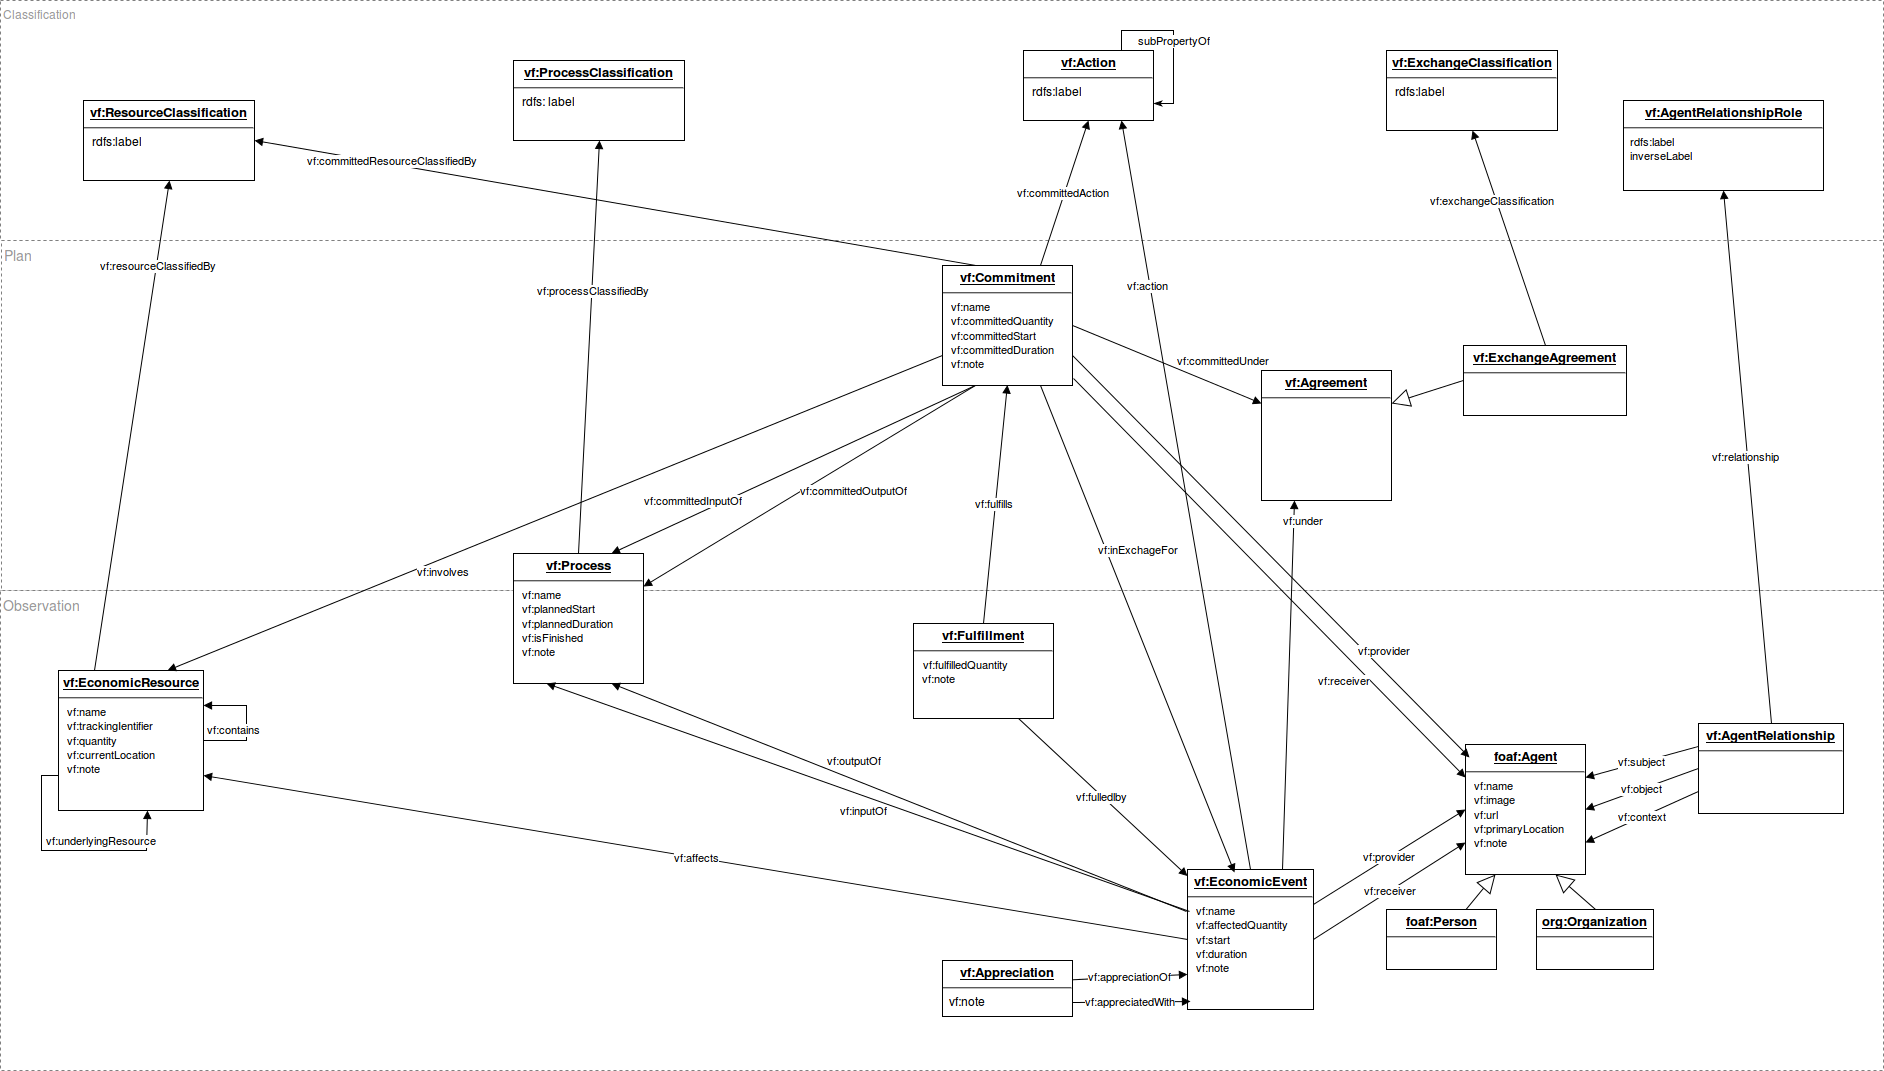 Classification
subPropertyOf
vf:Action
rdfs:label
vf:ExchangeClassification
rdfs:label
vf:ProcessClassification
rdfs: label
vf:ResourceClassification
rdfs:label
vf:AgentRelationshipRole
rdfs:label
inverseLabel
vf:committedResourceClassifiedBy
vf:committedAction
vf:exchangeClassification
Plan
vf:resourceClassifiedBy
vf:processClassifiedBy
vf:action
vf:Commitment
vf:name
vf:committedQuantity
vf:committedStart
vf:committedDuration
vf:note
vf:committedUnder
vf:Agreement
vf:ExchangeAgreement
vf:relationship
vf:committedInputOf
vf:committedOutputOf
vf:fulfills
vf:under
vf:inExchageFor
vf:involves
vf:Process
vf:name
vf:plannedStart
vf:plannedDuration
vf:isFinished
vf:note
Observation
vf:Fulfillment
vf:fulfilledQuantity
vf:note
vf:provider
vf:receiver
vf:EconomicResource
vf:name
vf:trackingIentifier
vf:quantity
vf:currentLocation
vf:note
vf:contains
vf:underlyingResource
vf:outputOf
vf:inputOf
vf:affects
vf:fulledIby
foaf:Agent
vf:name
vf:image
vf:url
vf:primaryLocation
vf:note
vf:subject
vf:object
vf:context
vf:AgentRelationship
vf:provider
vf:receiver
vf:EconomicEvent
vf:name
vf:affectedQuantity
vf:start
vf:duration
vf:note
foaf:Person
org:Organization
vf:Appreciation
vf:note
vf:appreciationOf
vf:appreciatedWith